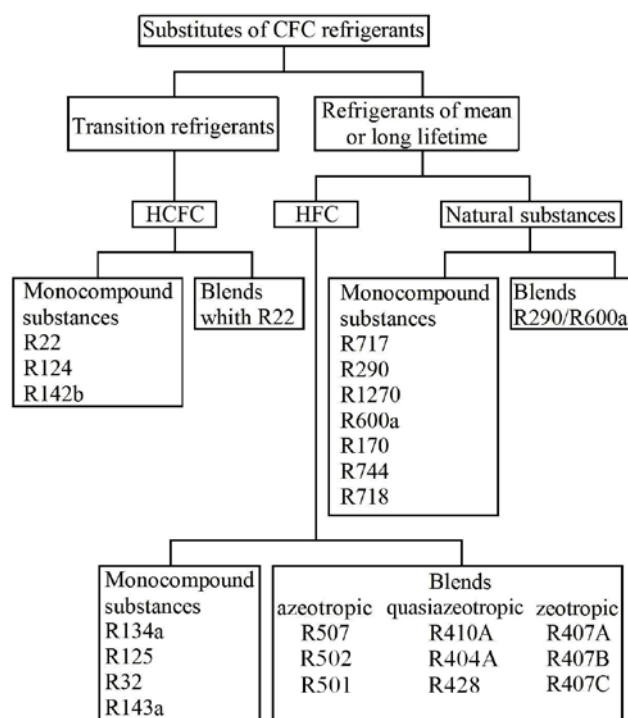 Substitutes of CFC refrigerants
Transition refrigerants
Refrigerants of mean
or long lifetime
HCFC
HFC
Natural substances
Monocompound
substances
R22
R124
R142b
Blends
whith R22
Monocompound
substances
R717
R290
R1270
R600a
R170
R744
R718
Blends
R290/R600a
Monocompound
substances
R134a
R125
R32
R143a
Blends
azeotropic quasiazeotropic zeotropic
R507 R410A R407A
R502 R404A R407B
R501 R428 R407C